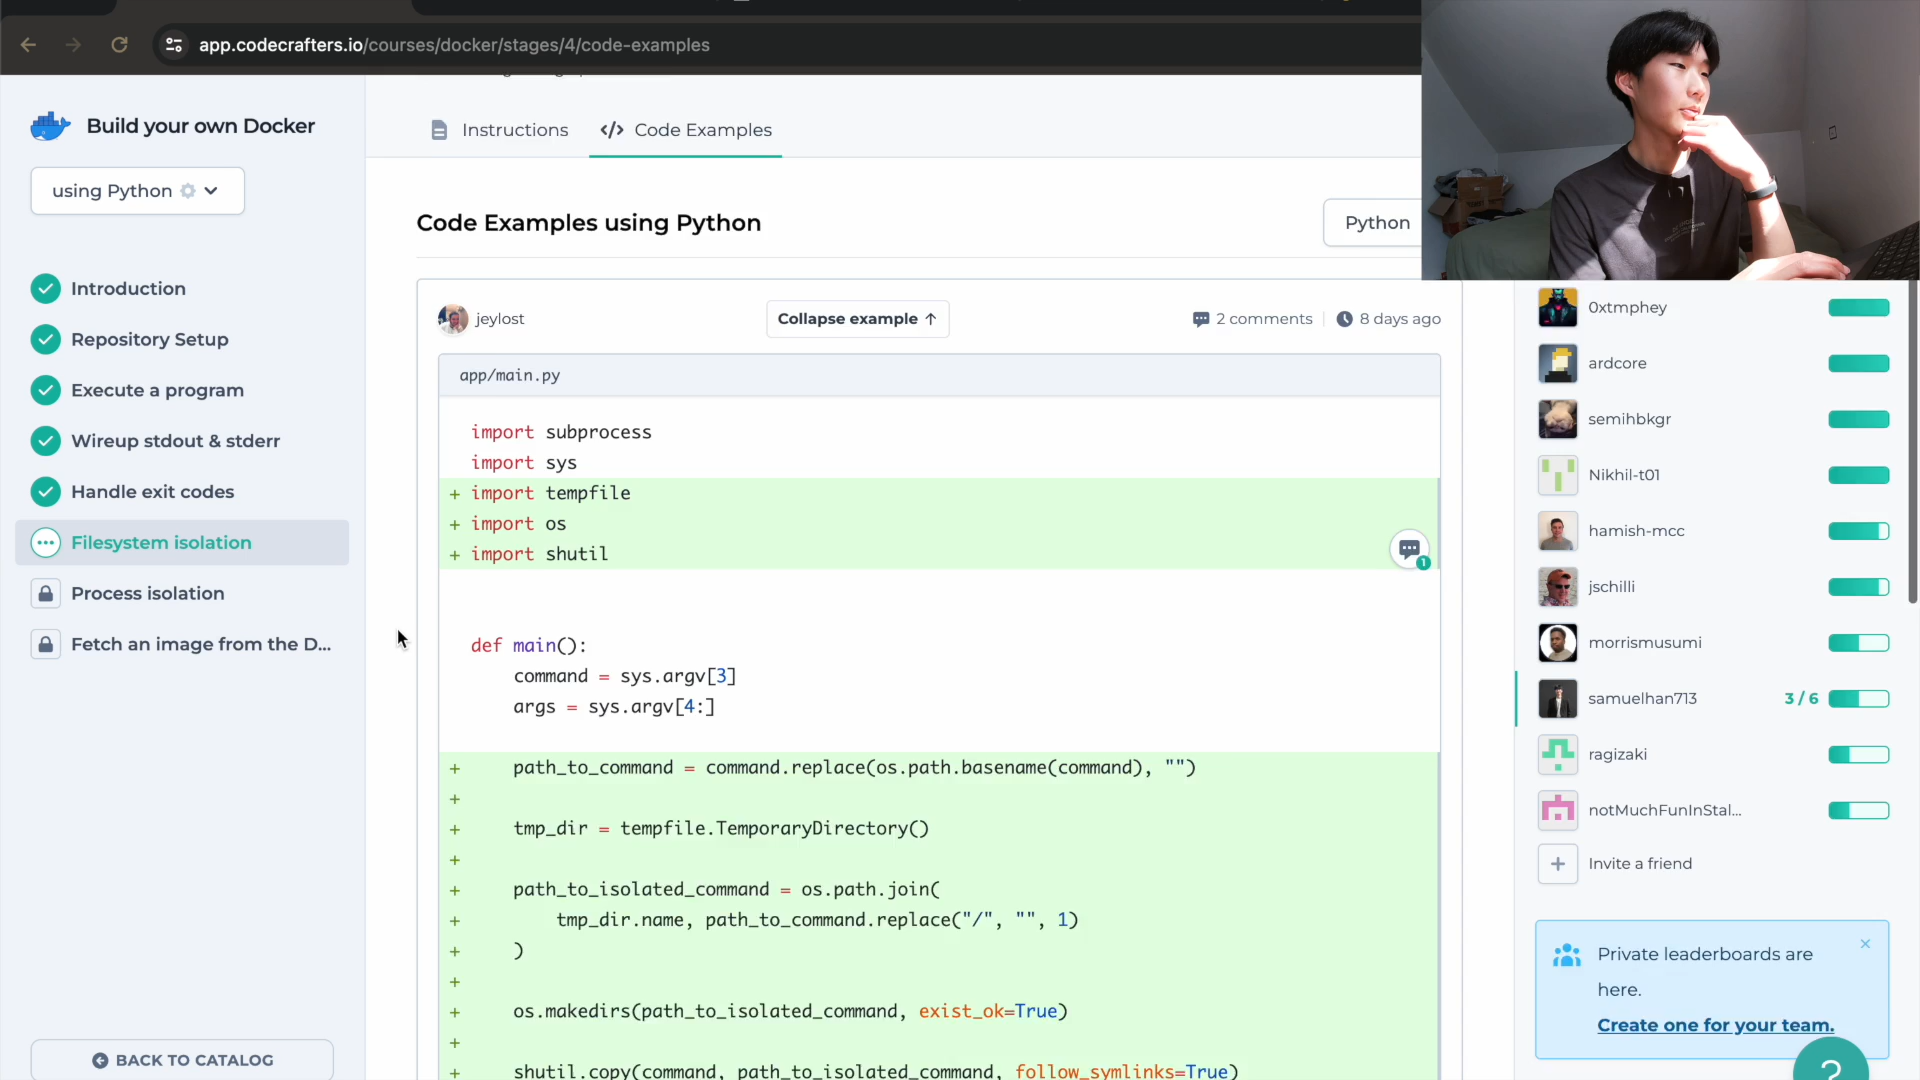 app.codecrafters.io/courses/docker/stages/4/code-examples
Build your own Docker
using Python
Introduction
Repository Setup
Execute a program
Wireup stdout & stderr
Handle exit codes
Filesystem isolation
Process isolation
Fetch an image from the D...
BACK TO CATALOG
Instructions
</> Code Examples
Code Examples using Python
Python
jeylost
Collapse example ↑
2 comments
8 days ago
app/main.py
import subprocess
import sys
+ import tempfile
+ import os
+ import shutil
1
def main():
command = sys.argv[3]
args = sys.argv[4:]
+ path_to_command = command.replace(os.path.basename(command), "")
+
+ tmp_dir = tempfile.TemporaryDirectory()
+
+ path_to_isolated_command = os.path.join(
+ tmp_dir.name, path_to_command.replace("/", "", 1)
+ )
+
+ os.makedirs(path_to_isolated_command, exist_ok=True)
+
+ shutil.copy(command, path_to_isolated_command, follow_symlinks=True)
0xtmphey
ardcore
semihbkgr
Nikhil-t01
hamish-mcc
jschilli
morrismusumi
samuelhan713
3 / 6
ragizaki
notMuchFunInStal...
+ Invite a friend
Private leaderboards are
here.
Create one for your team.
?